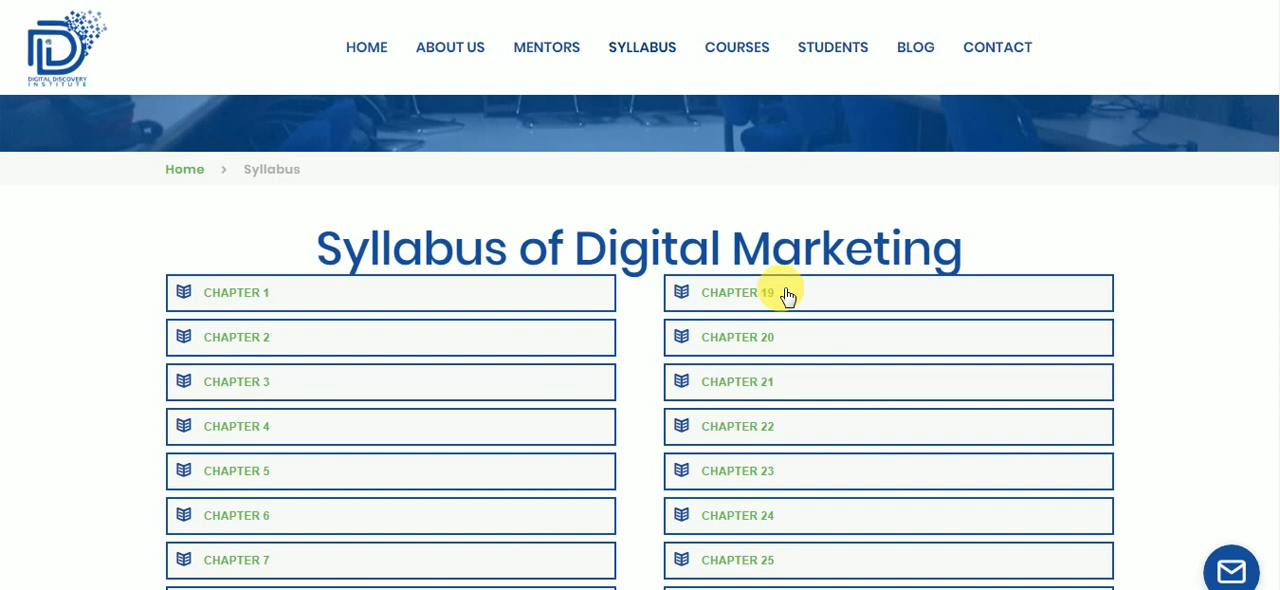 DIGITAL DISCOVERY
INSTITUTE
HOME ABOUT US MENTORS SYLLABUS COURSES STUDENTS BLOG CONTACT
Home > Syllabus
Syllabus of Digital Marketing
CHAPTER 1
CHAPTER 2
CHAPTER 3
CHAPTER 4
CHAPTER 5
CHAPTER 6
CHAPTER 7
CHAPTER 19
CHAPTER 20
CHAPTER 21
CHAPTER 22
CHAPTER 23
CHAPTER 24
CHAPTER 25